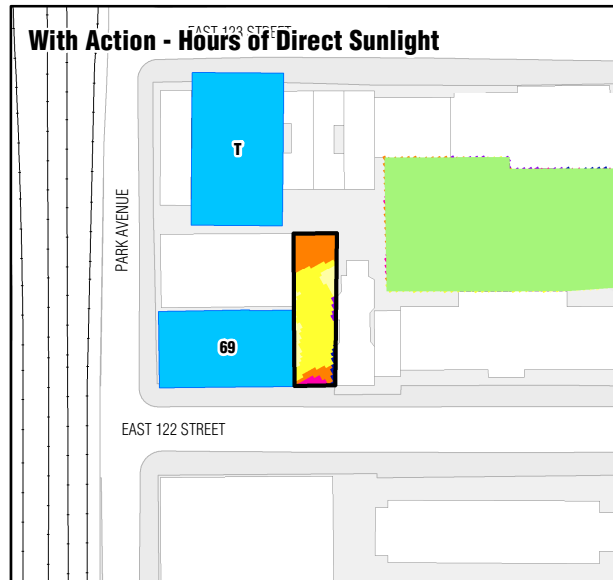 EAST 123 STREET
With Action - Hours of Direct Sunlight
T
PARK AVENUE
69
EAST 122 STREET